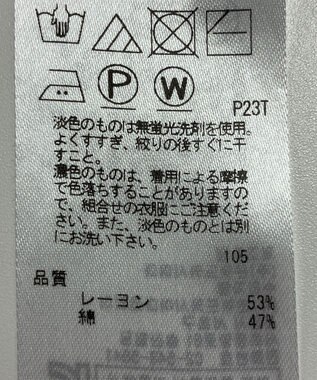 P
W
P23T
淡色のものは無蛍光洗剤を使用。
よくすすぎ、絞りの後すぐに干
すこと。
濃色のものは、着用による摩擦
で色落ちすることがありますの
で、組合せの衣服にご注意くださ
い。また、淡色のものとは別
にお洗い下さい。
105
品質
レーヨン 53%
綿 47%